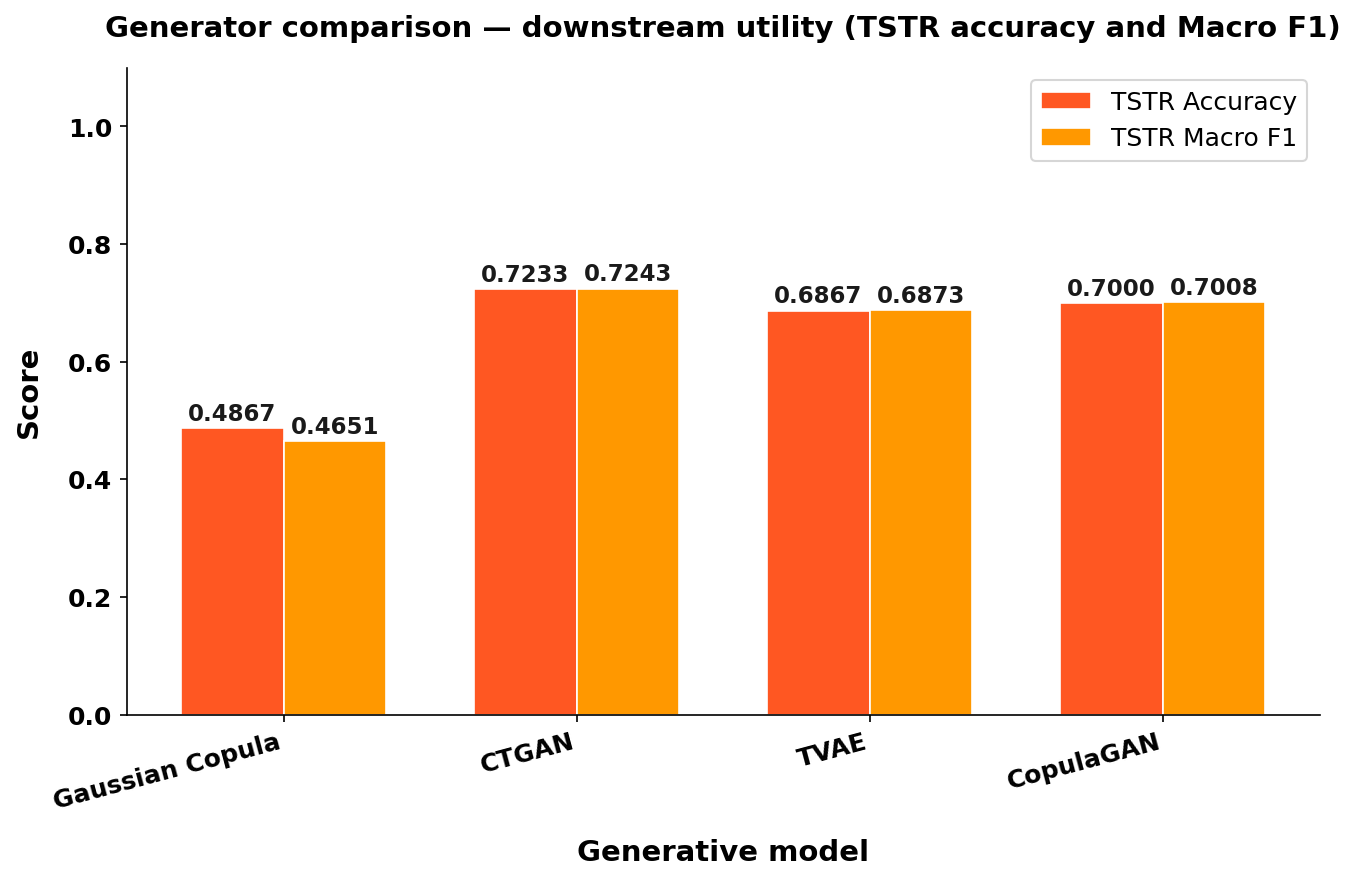 Generator comparison — downstream utility (TSTR accuracy and Macro F1)
TSTR Accuracy
TSTR Macro F1
1.0
0.8
0.6
0.4
0.2
0.0
Score
0.4867
0.4651
0.7233
0.7243
0.6867
0.6873
0.7000
0.7008
Gaussian Copula
CTGAN
TVAE
CopulaGAN
Generative model